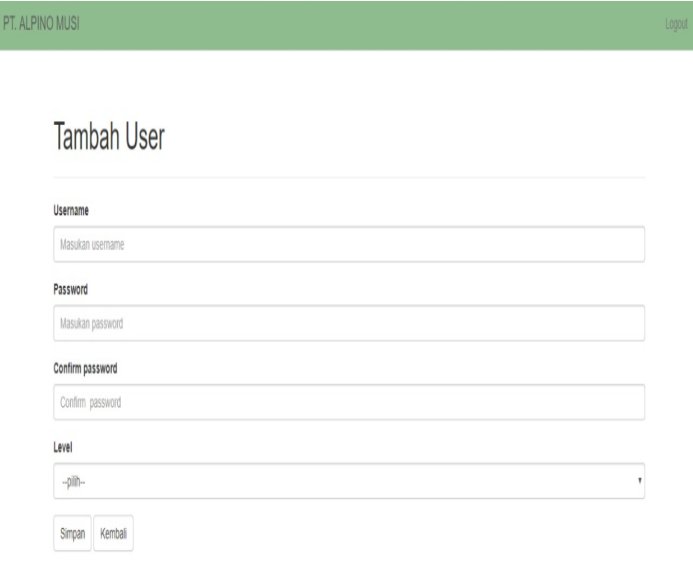 PT. ALPINO MUSI
Logout
Tambah User
Username
Masukan username
Password
Masukan password
Confirm password
Confirm password
Level
--pilih--
Simpan
Kembali